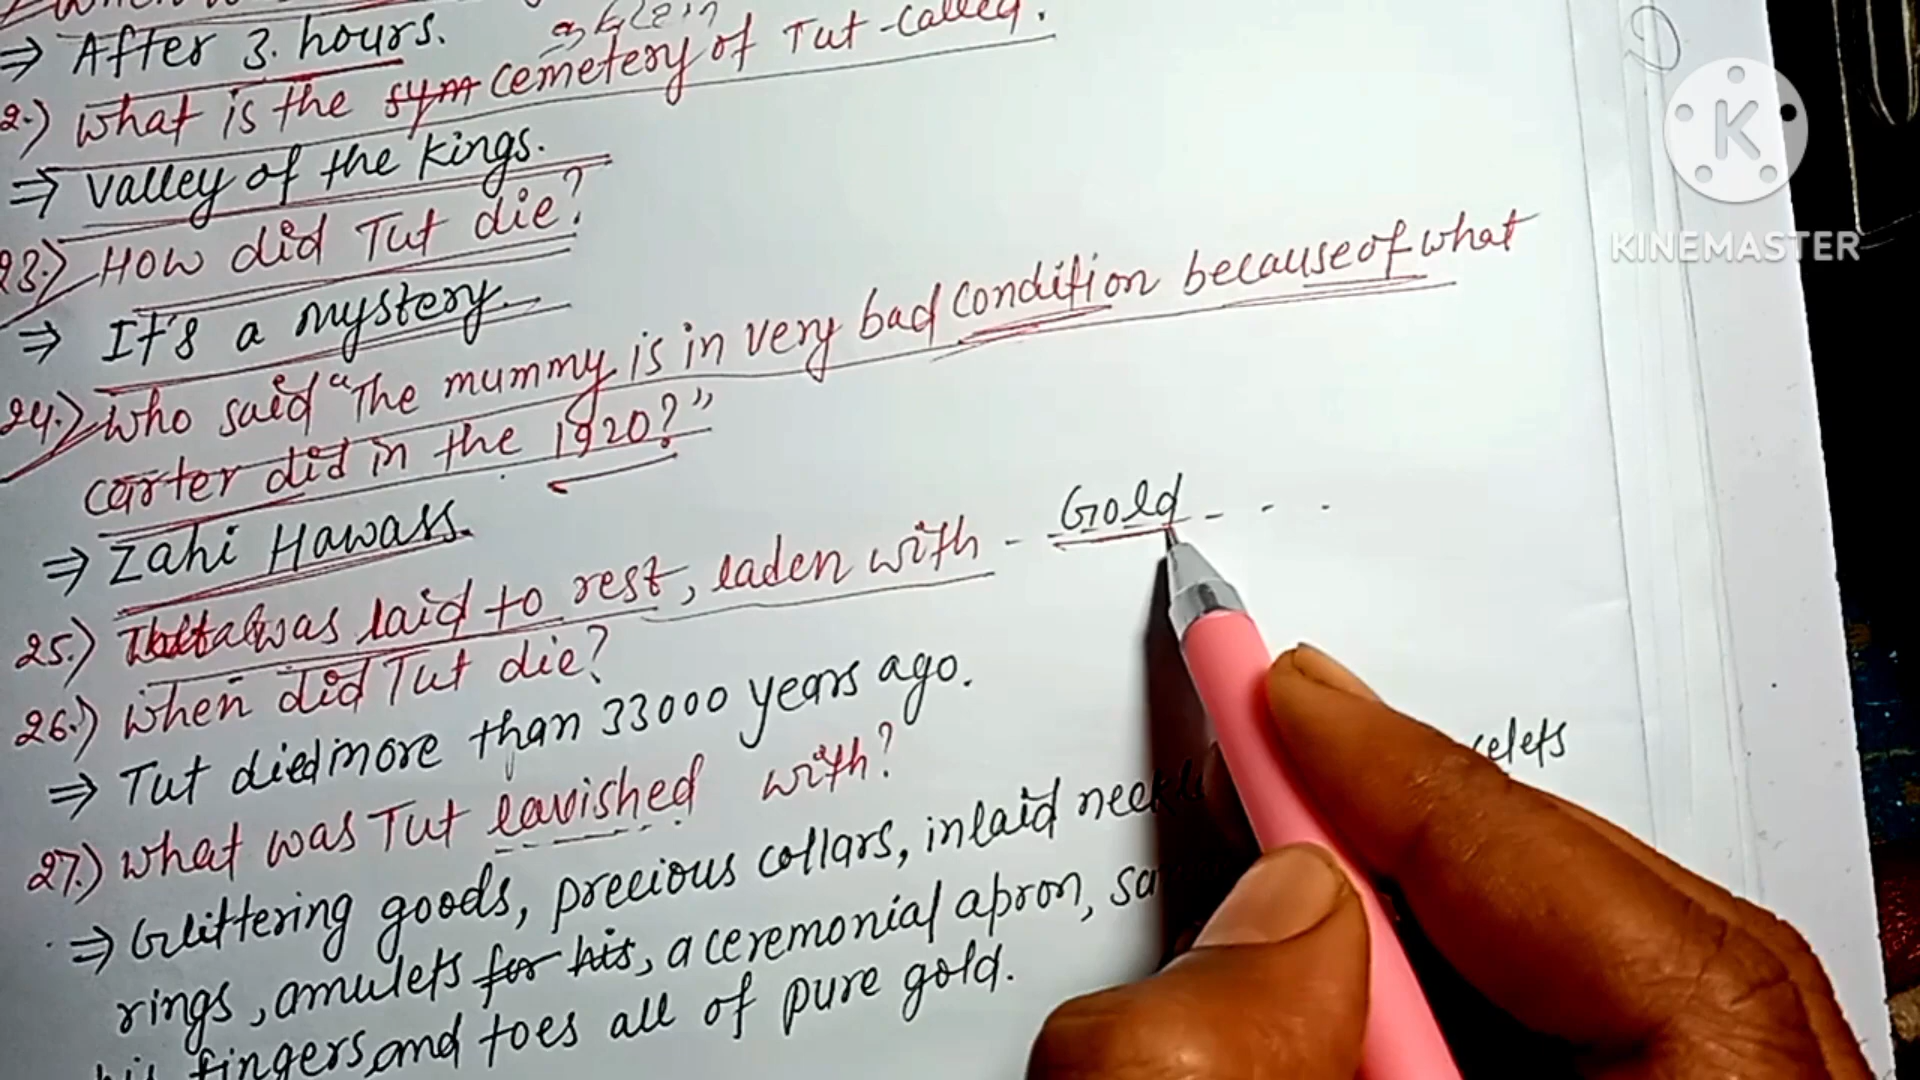 ⇒ After 3. hours.
2.) What is the sym cemetery of Tut called.
⇒ Valley of the Kings.
23.) How did Tut die?
⇒ It's a mystery.
24.) Who said "The mummy is in very bad condition because of what
carter did in the 1920?"
⇒ Zahi Hawass.
25.) was laid to rest, laden with - Gold - - .
26.) When did Tut die?
⇒ Tut died more than 33000 years ago.
27.) What was Tut lavished with?
⇒ Glittering goods, precious collars, inlaid neckl celets
rings, amulets for his, a ceremonial apron, sa
his fingers and toes all of pure gold.
K
KINEMASTER